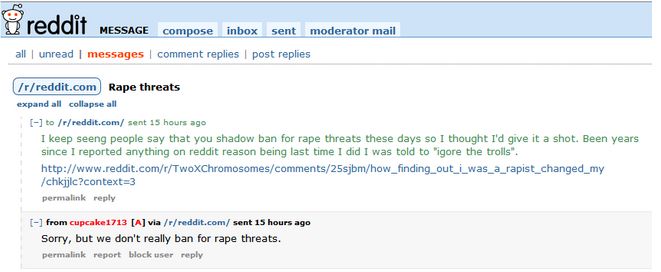 reddit MESSAGE compose inbox sent moderator mail
all | unread | messages | comment replies | post replies
/r/reddit.com Rape threats
expand all collapse all
[−] to /r/reddit.com/ sent 15 hours ago
I keep seeng people say that you shadow ban for rape threats these days so I thought I'd give it a shot. Been years
since I reported anything on reddit reason being last time I did I was told to "igore the trolls".
http://www.reddit.com/r/TwoXChromosomes/comments/25sjbm/how_finding_out_i_was_a_rapist_changed_my
/chkjjlc?context=3
permalink reply
[−] from cupcake1713 [A] via /r/reddit.com/ sent 15 hours ago
Sorry, but we don't really ban for rape threats.
permalink report block user reply